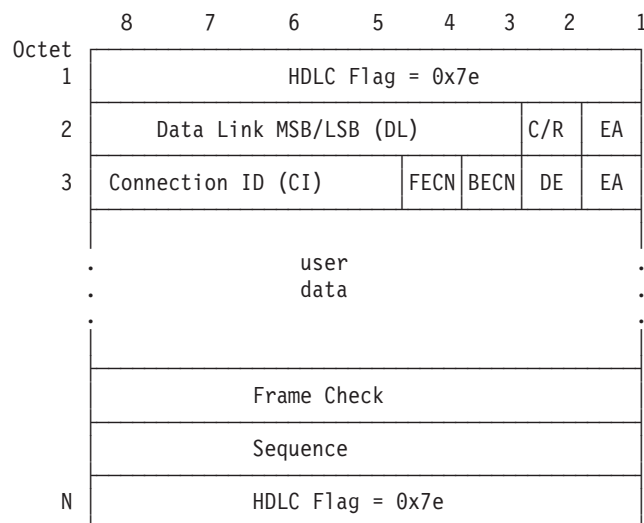 8 7 6 5 4 3 2 1
Octet
1 HDLC Flag = 0x7e
2 Data Link MSB/LSB (DL) C/R EA
3 Connection ID (CI) FECN BECN DE EA
. user .
. data .
. .
Frame Check
Sequence
N HDLC Flag = 0x7e